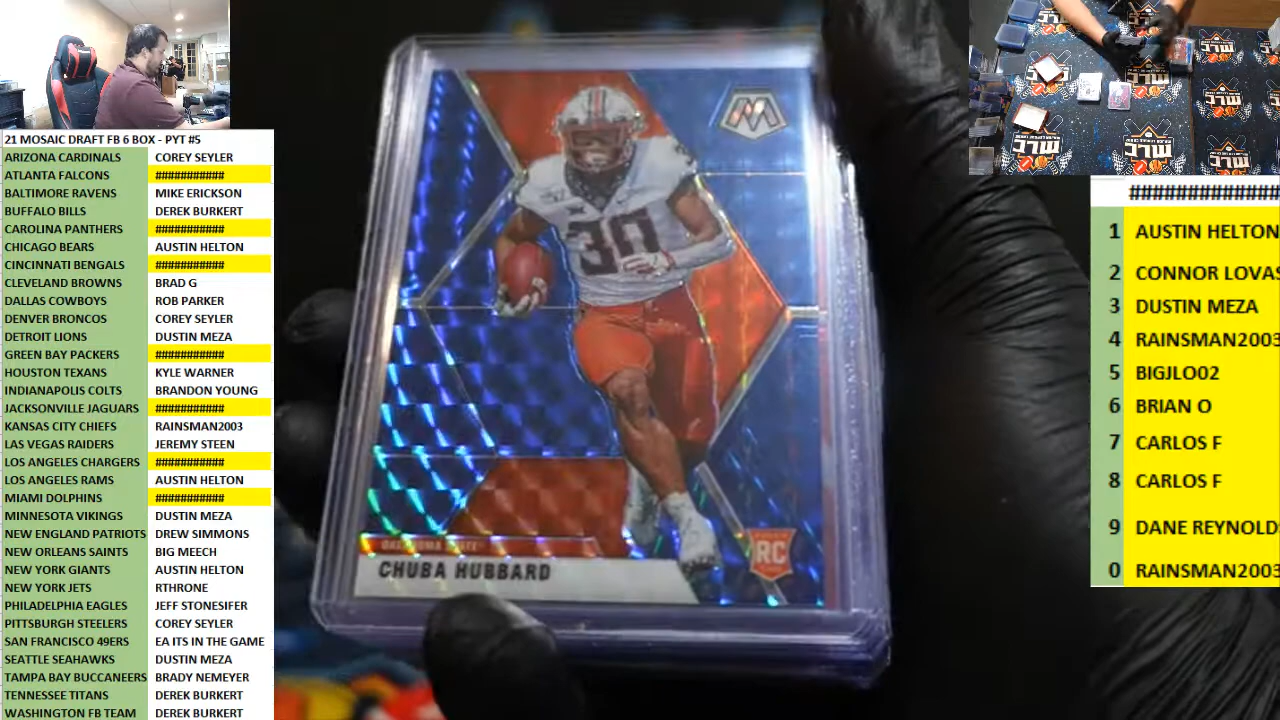 21 MOSAIC DRAFT FB 6 BOX - PYT #5
ARIZONA CARDINALS COREY SEYLER
ATLANTA FALCONS ###########
BALTIMORE RAVENS MIKE ERICKSON
BUFFALO BILLS DEREK BURKERT
CAROLINA PANTHERS ###########
CHICAGO BEARS AUSTIN HELTON
CINCINNATI BENGALS ###########
CLEVELAND BROWNS BRAD G
DALLAS COWBOYS ROB PARKER
DENVER BRONCOS COREY SEYLER
DETROIT LIONS DUSTIN MEZA
GREEN BAY PACKERS ###########
HOUSTON TEXANS KYLE WARNER
INDIANAPOLIS COLTS BRANDON YOUNG
JACKSONVILLE JAGUARS ###########
KANSAS CITY CHIEFS RAINSMAN2003
LAS VEGAS RAIDERS JEREMY STEEN
LOS ANGELES CHARGERS ###########
LOS ANGELES RAMS AUSTIN HELTON
MIAMI DOLPHINS ###########
MINNESOTA VIKINGS DUSTIN MEZA
NEW ENGLAND PATRIOTS DREW SIMMONS
NEW ORLEANS SAINTS BIG MEECH
NEW YORK GIANTS AUSTIN HELTON
NEW YORK JETS RTHRONE
PHILADELPHIA EAGLES JEFF STONESIFER
PITTSBURGH STEELERS COREY SEYLER
SAN FRANCISCO 49ERS EA ITS IN THE GAME
SEATTLE SEAHAWKS DUSTIN MEZA
TAMPA BAY BUCCANEERS BRADY NEMEYER
TENNESSEE TITANS DEREK BURKERT
WASHINGTON FB TEAM DEREK BURKERT
30
30
OKLAHOMA STATE
CHUBA HUBBARD
RC
##############
1 AUSTIN HELTON
2 CONNOR LOVAS
3 DUSTIN MEZA
4 RAINSMAN2003
5 BIGJLO02
6 BRIAN O
7 CARLOS F
8 CARLOS F
9 DANE REYNOLD
0 RAINSMAN2003